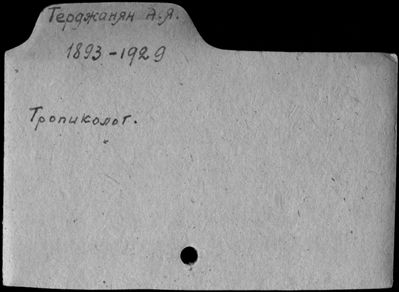 Терджанян А.Я.
1893-1929
Тропиколог.